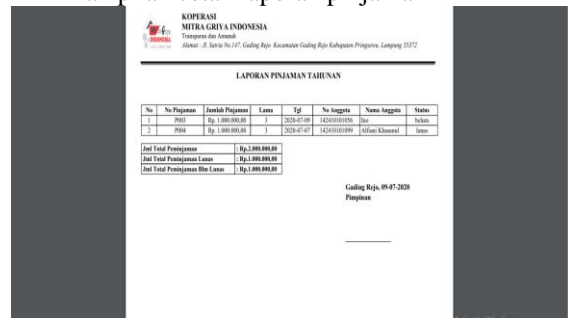 KOPERASI
MITRA GRIYA INDONESIA
Transparan dan Amanah
Alamat : Jl. Satria No.147, Gading Rejo Kecamatan Gading Rejo Kabupaten Pringsewu, Lampung 35372
LAPORAN PINJAMAN TAHUNAN
No No Pinjaman Jumlah Pinjaman Lama Tgl No Anggota Nama Anggota Status
1 P003 Rp. 1.000.000,00 3 2020-07-09 142410101056 belum
2 P004 Rp. 1.000.000,00 3 2020-07-07 142410101099 Alfiani Khusanul lunas
Jml Total Peminjaman : Rp.2.000.000,00
Jml Total Peminjaman Lunas : Rp.1.000.000,00
Jml Total Peminjaman Blm Lunas : Rp.1.000.000,00
Gading Rejo, 09-07-2020
Pimpinan